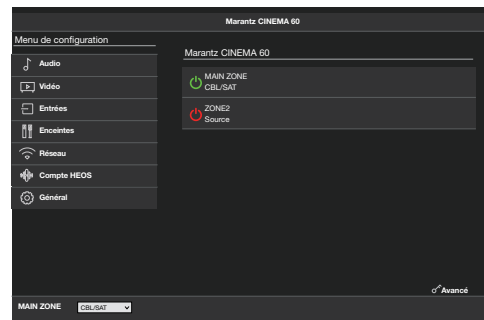 Marantz CINEMA 60
Menu de configuration
Audio
Vidéo
Entrées
Enceintes
Réseau
Compte HEOS
Général
Marantz CINEMA 60
MAIN ZONE
CBL/SAT
ZONE2
Source
Avancé
MAIN ZONE CBL/SAT